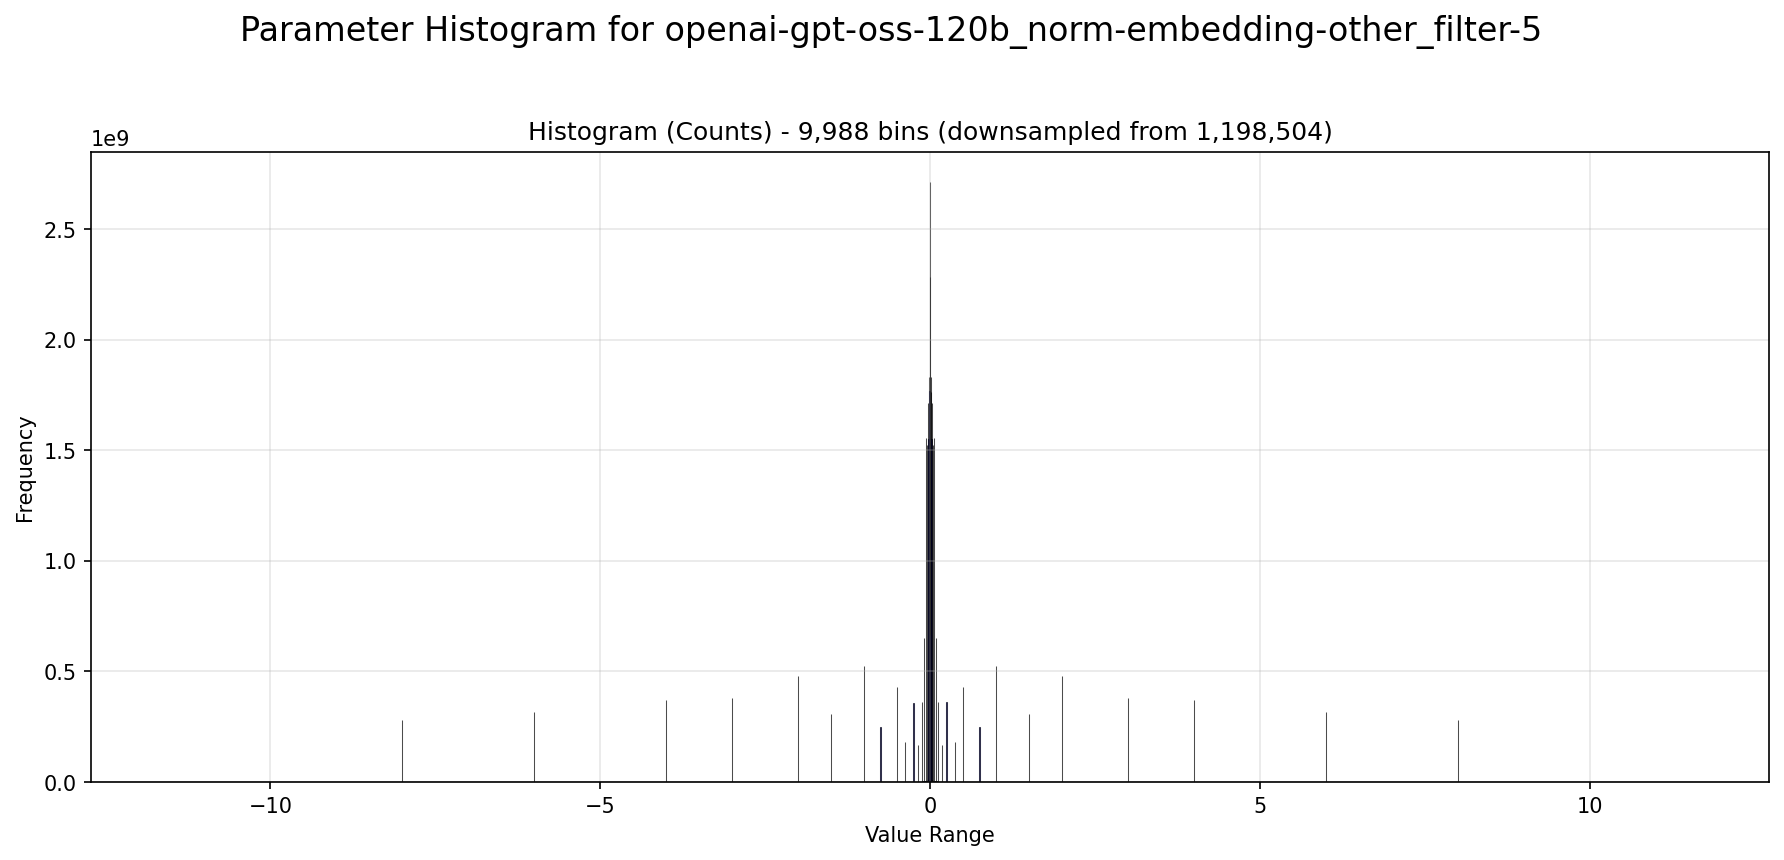 Parameter Histogram for openai-gpt-oss-120b_norm-embedding-other_filter-5
Histogram (Counts) - 9,988 bins (downsampled from 1,198,504)
1e9
2.5
2.0
1.5
1.0
0.5
0.0
Frequency
−10
−5
0
5
10
Value Range